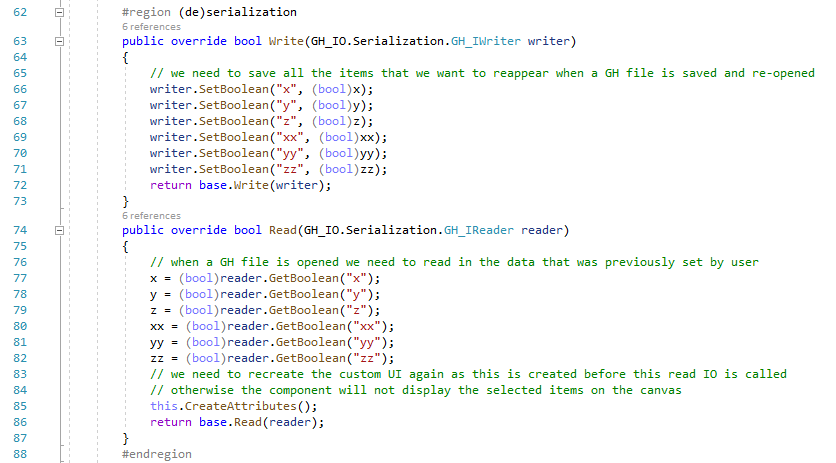 62 #region (de)serialization
6 references
63 public override bool Write(GH_IO.Serialization.GH_IWriter writer)
64 {
65 // we need to save all the items that we want to reappear when a GH file is saved and re-opened
66 writer.SetBoolean("x", (bool)x);
67 writer.SetBoolean("y", (bool)y);
68 writer.SetBoolean("z", (bool)z);
69 writer.SetBoolean("xx", (bool)xx);
70 writer.SetBoolean("yy", (bool)yy);
71 writer.SetBoolean("zz", (bool)zz);
72 return base.Write(writer);
73 }
6 references
74 public override bool Read(GH_IO.Serialization.GH_IReader reader)
75 {
76 // when a GH file is opened we need to read in the data that was previously set by user
77 x = (bool)reader.GetBoolean("x");
78 y = (bool)reader.GetBoolean("y");
79 z = (bool)reader.GetBoolean("z");
80 xx = (bool)reader.GetBoolean("xx");
81 yy = (bool)reader.GetBoolean("yy");
82 zz = (bool)reader.GetBoolean("zz");
83 // we need to recreate the custom UI again as this is created before this read IO is called
84 // otherwise the component will not display the selected items on the canvas
85 this.CreateAttributes();
86 return base.Read(reader);
87 }
88 #endregion